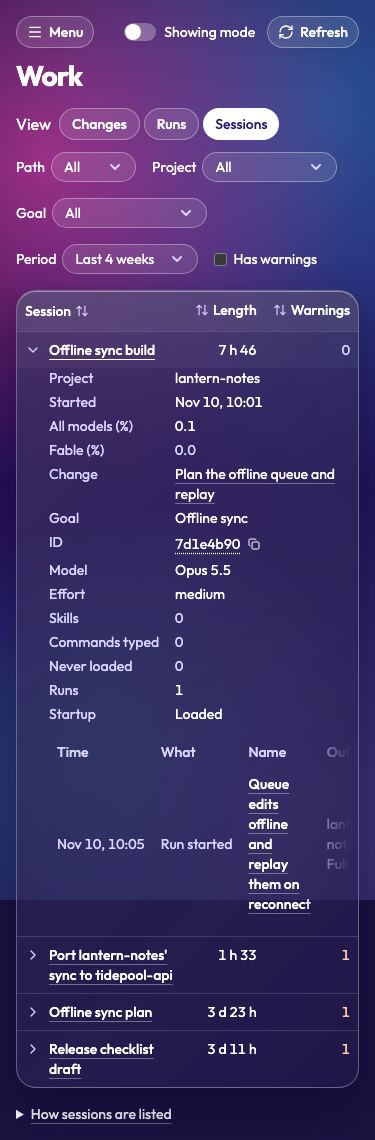 Menu
Showing mode
Refresh
Work
View Changes Runs Sessions
Path All Project All
Goal All
Period Last 4 weeks Has warnings
Session Length Warnings
Offline sync build 7 h 46 0
Project lantern-notes
Started Nov 10, 10:01
All models (%) 0.1
Fable (%) 0.0
Change Plan the offline queue and
replay
Goal Offline sync
ID 7d1e4b90
Model Opus 5.5
Effort medium
Skills 0
Commands typed 0
Never loaded 0
Runs 1
Startup Loaded
Time What Name
Nov 10, 10:05 Run started
Queue
edits
offline
and
replay
them on
reconnect
Port lantern-notes'
sync to tidepool-api
1 h 33 1
Offline sync plan 3 d 23 h 1
Release checklist
draft
3 d 11 h 1
How sessions are listed